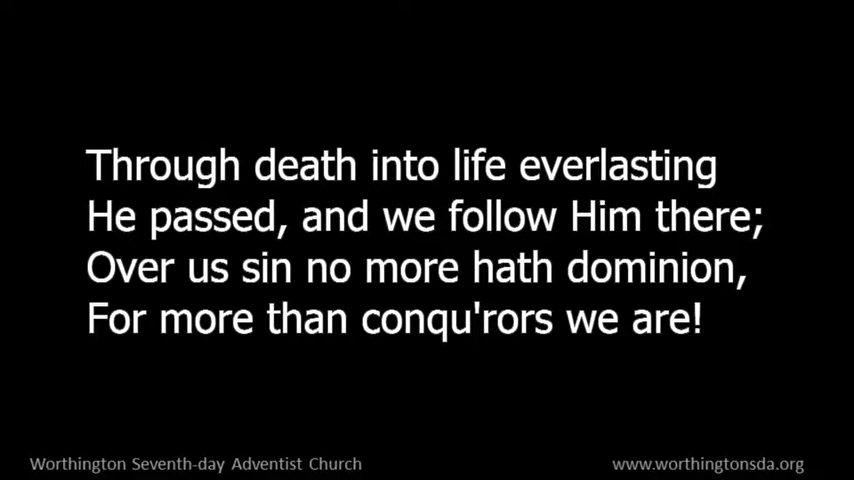 Through death into life everlasting
He passed, and we follow Him there;
Over us sin no more hath dominion,
For more than conqu'rors we are!
Worthington Seventh-day Adventist Church
www.worthingtonsda.org